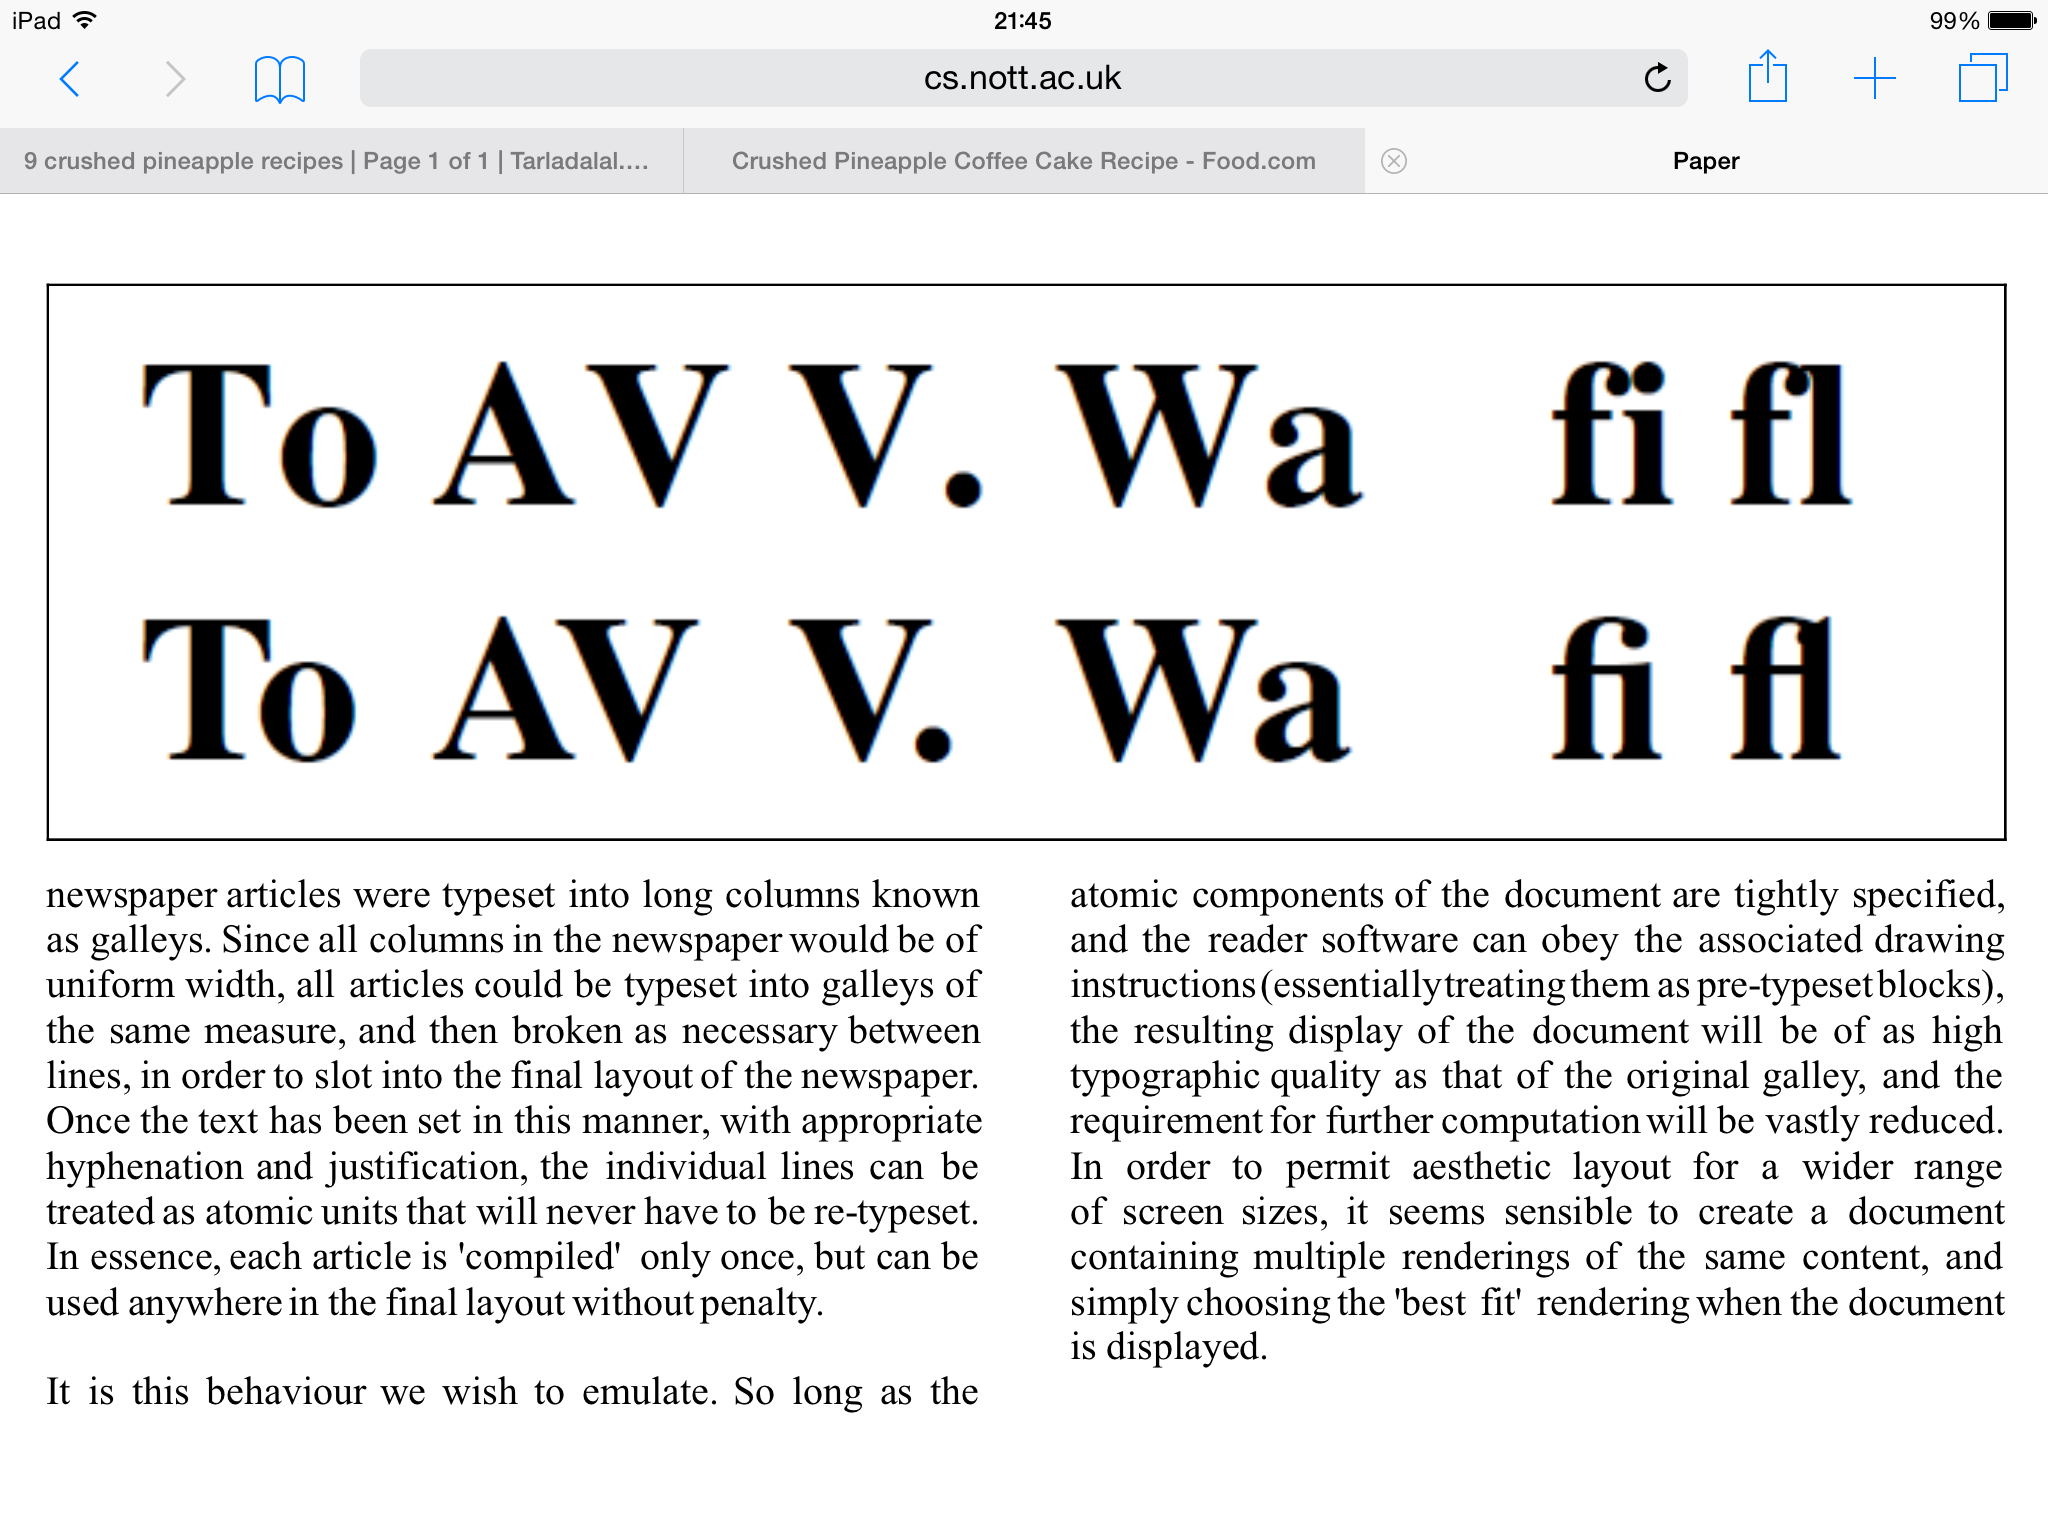 iPad 21:45 99%
cs.nott.ac.uk
9 crushed pineapple recipes | Page 1 of 1 | Tarladalal.... Crushed Pineapple Coffee Cake Recipe - Food.com Paper
To AV V. Wa fi fl
To AV V. Wa fi fl
newspaper articles were typeset into long columns known
as galleys. Since all columns in the newspaper would be of
uniform width, all articles could be typeset into galleys of
the same measure, and then broken as necessary between
lines, in order to slot into the final layout of the newspaper.
Once the text has been set in this manner, with appropriate
hyphenation and justification, the individual lines can be
treated as atomic units that will never have to be re-typeset.
In essence, each article is 'compiled' only once, but can be
used anywhere in the final layout without penalty.
It is this behaviour we wish to emulate. So long as the
atomic components of the document are tightly specified,
and the reader software can obey the associated drawing
instructions (essentially treating them as pre-typeset blocks),
the resulting display of the document will be of as high
typographic quality as that of the original galley, and the
requirement for further computation will be vastly reduced.
In order to permit aesthetic layout for a wider range
of screen sizes, it seems sensible to create a document
containing multiple renderings of the same content, and
simply choosing the 'best fit' rendering when the document
is displayed.